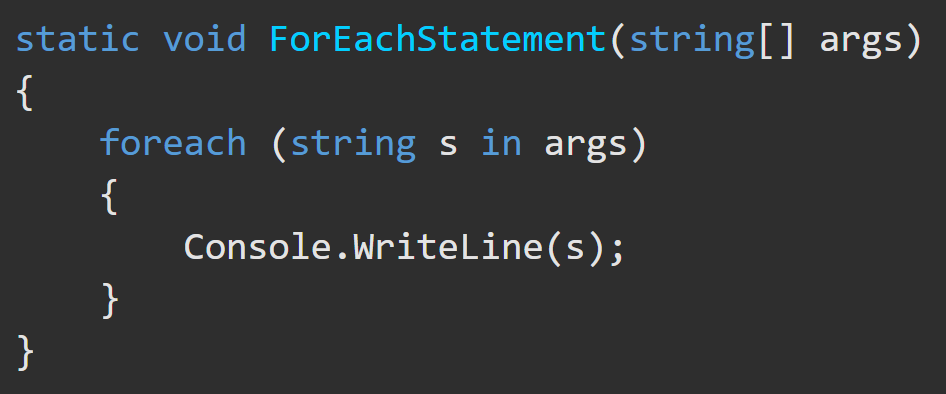 static void ForEachStatement(string[] args)
{
    foreach (string s in args)
    {
        Console.WriteLine(s);
    }
}